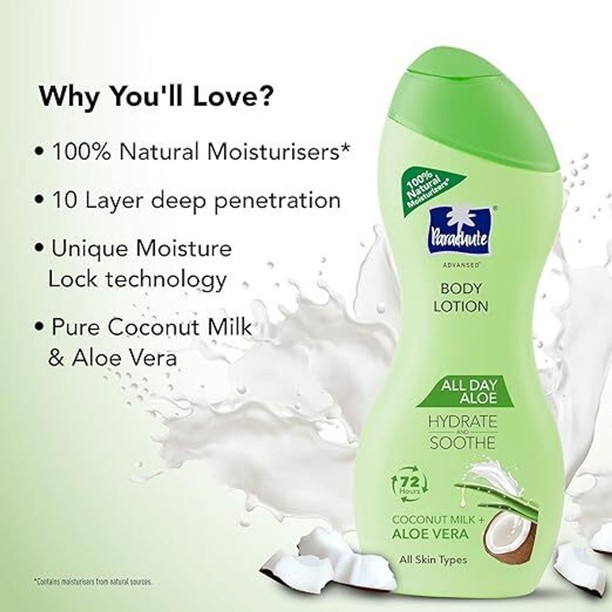 Why You'll Love?
• 100% Natural Moisturisers*
• 10 Layer deep penetration
• Unique Moisture
Lock technology
• Pure Coconut Milk
& Aloe Vera
*Contains moisturisers from natural sources.
100%
Natural
Moisturizers*
Parachute
®
ADVANSED
BODY
LOTION
ALL DAY
ALOE
HYDRATE
AND
SOOTHE
72
Hours
COCONUT MILK +
ALOE VERA
All Skin Types